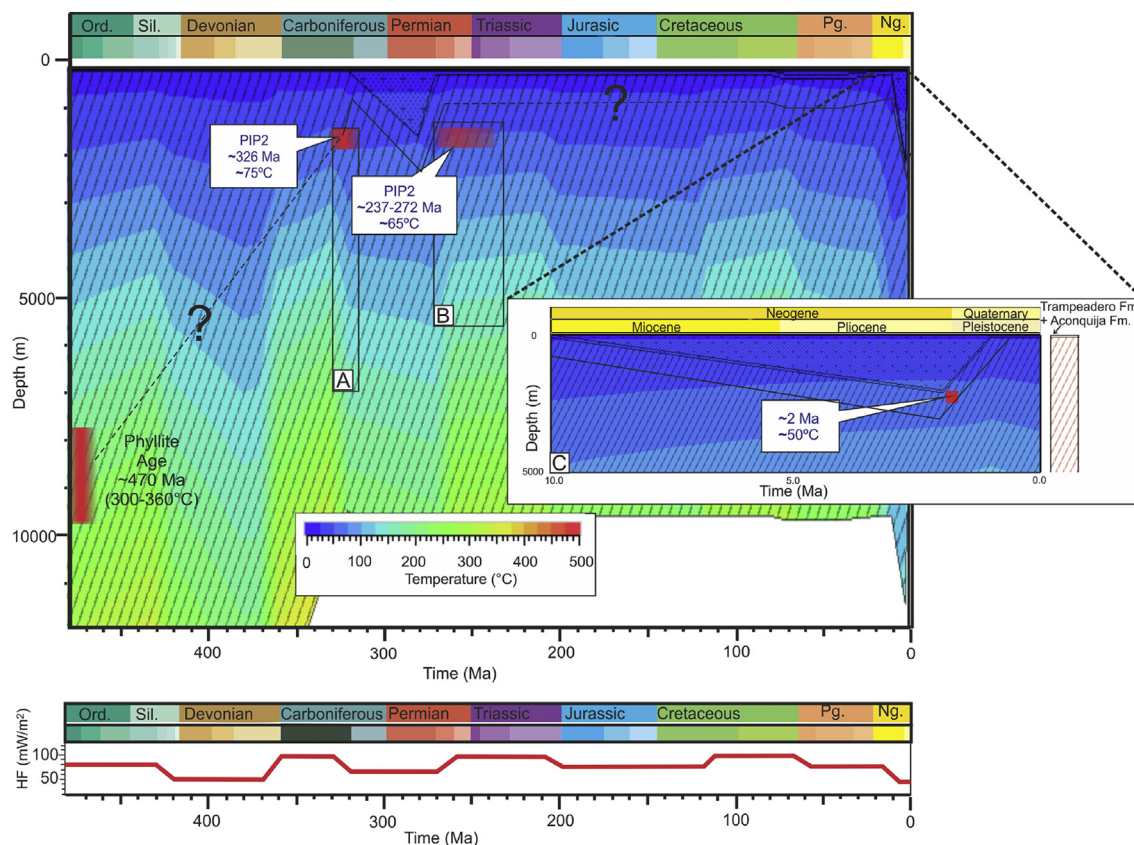 Ord. Sil. Devonian Carboniferous Permian Triassic Jurasic Cretaceous Pg. Ng.
0
5000
10000
Depth (m)
?
PIP2
~326 Ma
~75ºC
PIP2
~237-272 Ma
~65ºC
?
A
B
Phyllite
Age
~470 Ma
(300-360°C)
Neogene Quaternary
Miocene Pliocene Pleistocene
Trampeadero Fm.
+ Aconquija Fm.
0
Depth (m)
5000
~2 Ma
~50ºC
C
10.0 5.0 0.0
Time (Ma)
0 100 200 300 400 500
Temperature (°C)
400 300 200 100 0
Time (Ma)
Ord. Sil. Devonian Carboniferous Permian Triassic Jurassic Cretaceous Pg. Ng.
HF (mW/m²)
100
50
400 300 200 100 0
Time (Ma)